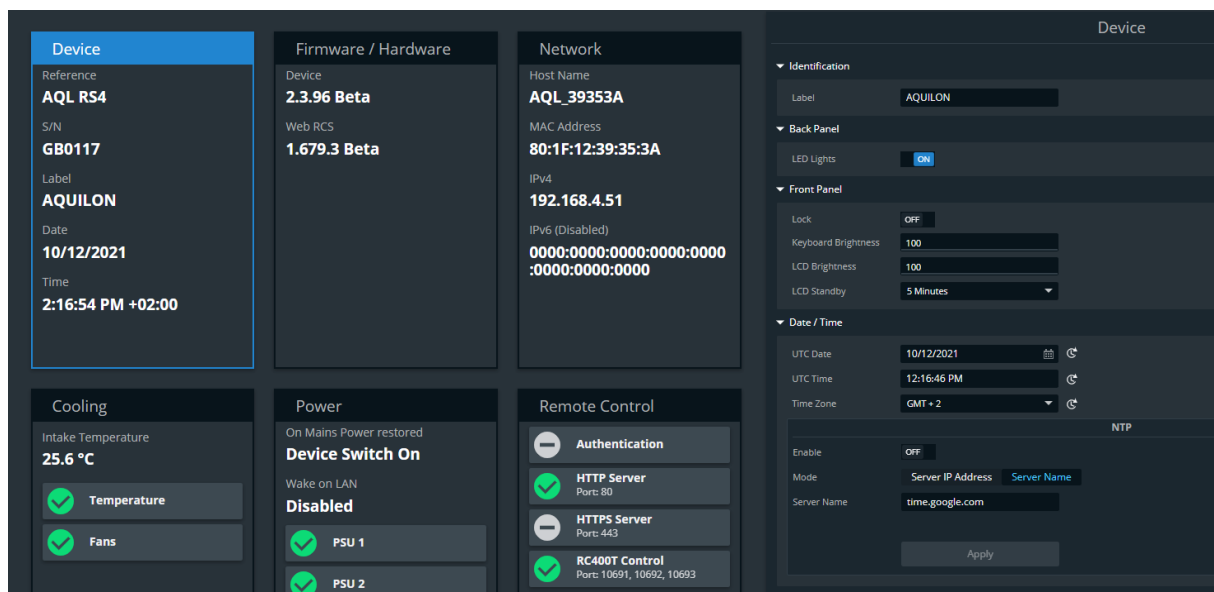 Device
Reference
AQL RS4
S/N
GB0117
Label
AQUILON
Date
10/12/2021
Time
2:16:54 PM +02:00
Firmware / Hardware
Device
2.3.96 Beta
Web RCS
1.679.3 Beta
Network
Host Name
AQL_39353A
MAC Address
80:1F:12:39:35:3A
IPv4
192.168.4.51
IPv6 (Disabled)
0000:0000:0000:0000:0000
:0000:0000:0000
Cooling
Intake Temperature
25.6 °C
Temperature
Fans
Power
On Mains Power restored
Device Switch On
Wake on LAN
Disabled
PSU 1
PSU 2
Remote Control
Authentication
HTTP Server
Port: 80
HTTPS Server
Port: 443
RC400T Control
Port: 10691, 10692, 10693
Device
Identification
Label AQUILON
Back Panel
LED Lights ON
Front Panel
Lock OFF
Keyboard Brightness 100
LCD Brightness 100
LCD Standby 5 Minutes
Date / Time
UTC Date 10/12/2021
UTC Time 12:16:46 PM
Time Zone GMT + 2
NTP
Enable OFF
Mode Server IP Address Server Name
Server Name time.google.com
Apply